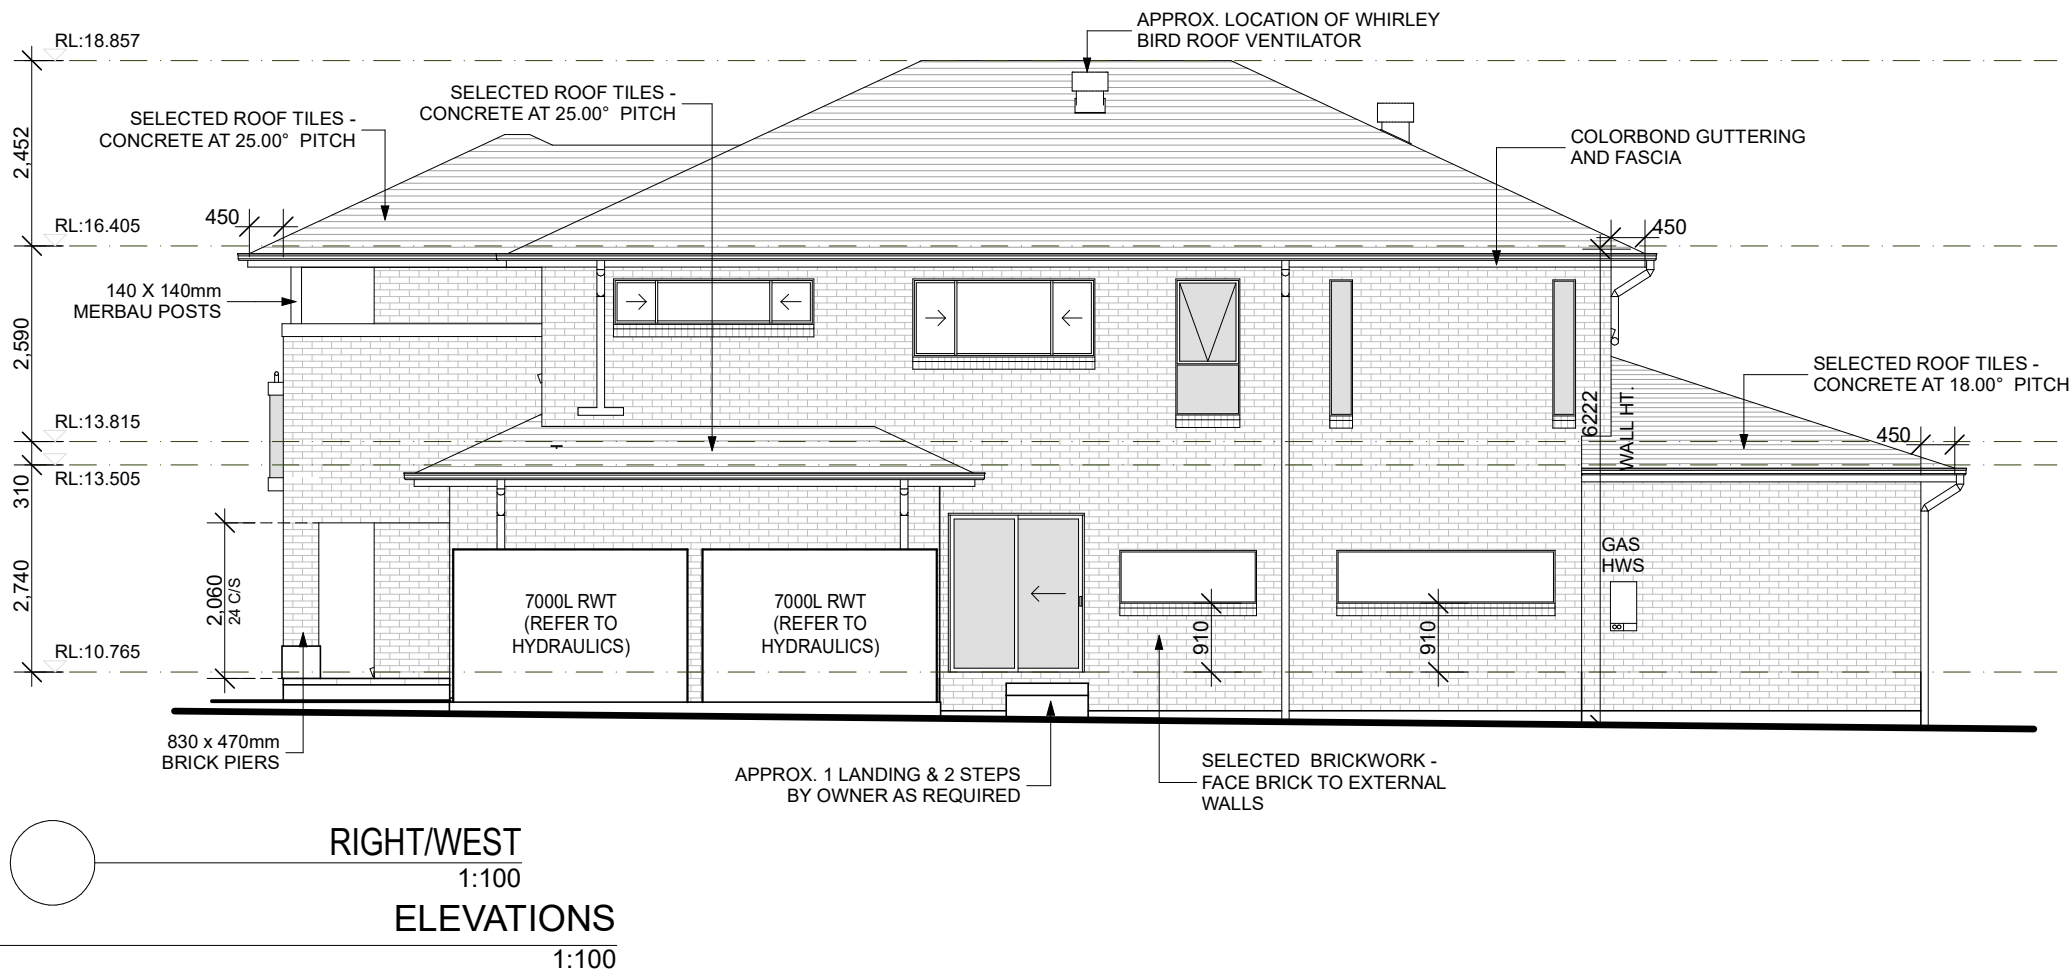 APPROX. LOCATION OF WHIRLEY
BIRD ROOF VENTILATOR
RL:18.857
SELECTED ROOF TILES -
CONCRETE AT 25.00° PITCH
SELECTED ROOF TILES -
CONCRETE AT 25.00° PITCH
COLORBOND GUTTERING
AND FASCIA
2,452
450
RL:16.405
450
140 X 140mm
MERBAU POSTS
2,590
SELECTED ROOF TILES -
CONCRETE AT 18.00° PITCH
6222
WALL HT.
RL:13.815
450
310
RL:13.505
GAS
HWS
2,740
2,060
24 C/S
7000L RWT
(REFER TO
HYDRAULICS)
7000L RWT
(REFER TO
HYDRAULICS)
910
910
RL:10.765
830 x 470mm
BRICK PIERS
APPROX. 1 LANDING & 2 STEPS
BY OWNER AS REQUIRED
SELECTED BRICKWORK -
FACE BRICK TO EXTERNAL
WALLS
RIGHT/WEST
1:100
ELEVATIONS
1:100